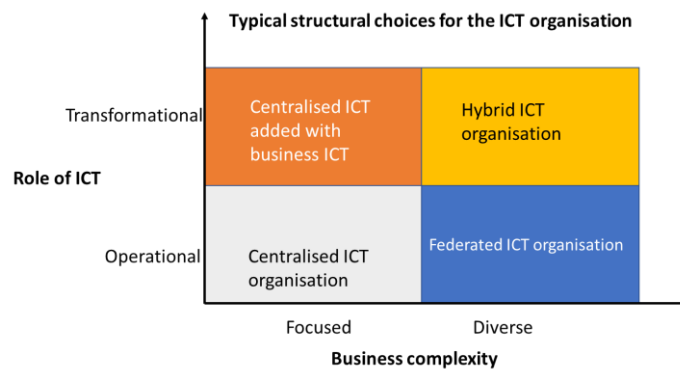 Typical structural choices for the ICT organisation
Transformational
Centralised ICT
added with
business ICT
Hybrid ICT
organisation
Role of ICT
Operational
Centralised ICT
organisation
Federated ICT organisation
Focused
Diverse
Business complexity